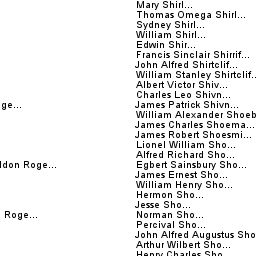 Mary Shirl...
Thomas Omega Shirl...
Sydney Shirl...
William Shirl...
Edwin Shir...
Francis Sinclair Shirrif...
John Alfred Shirtclif...
William Stanley Shirtclif..
Albert Victor Shiv...
Charles Leo Shivn...
ge... James Patrick Shivn...
William Alexander Shoeb
James Charles Shoema...
James Robert Shoesmi...
Lionel William Sho...
Alfred Richard Sho...
ldon Roge... Egbert Sainsbury Sho...
James Ernest Sho...
William Henry Sho...
Hermon Sho...
Jesse Sho...
Roge... Norman Sho...
Percival Sho...
John Alfred Augustus Sho
Arthur Wilbert Sho...
Henry Charles Sho